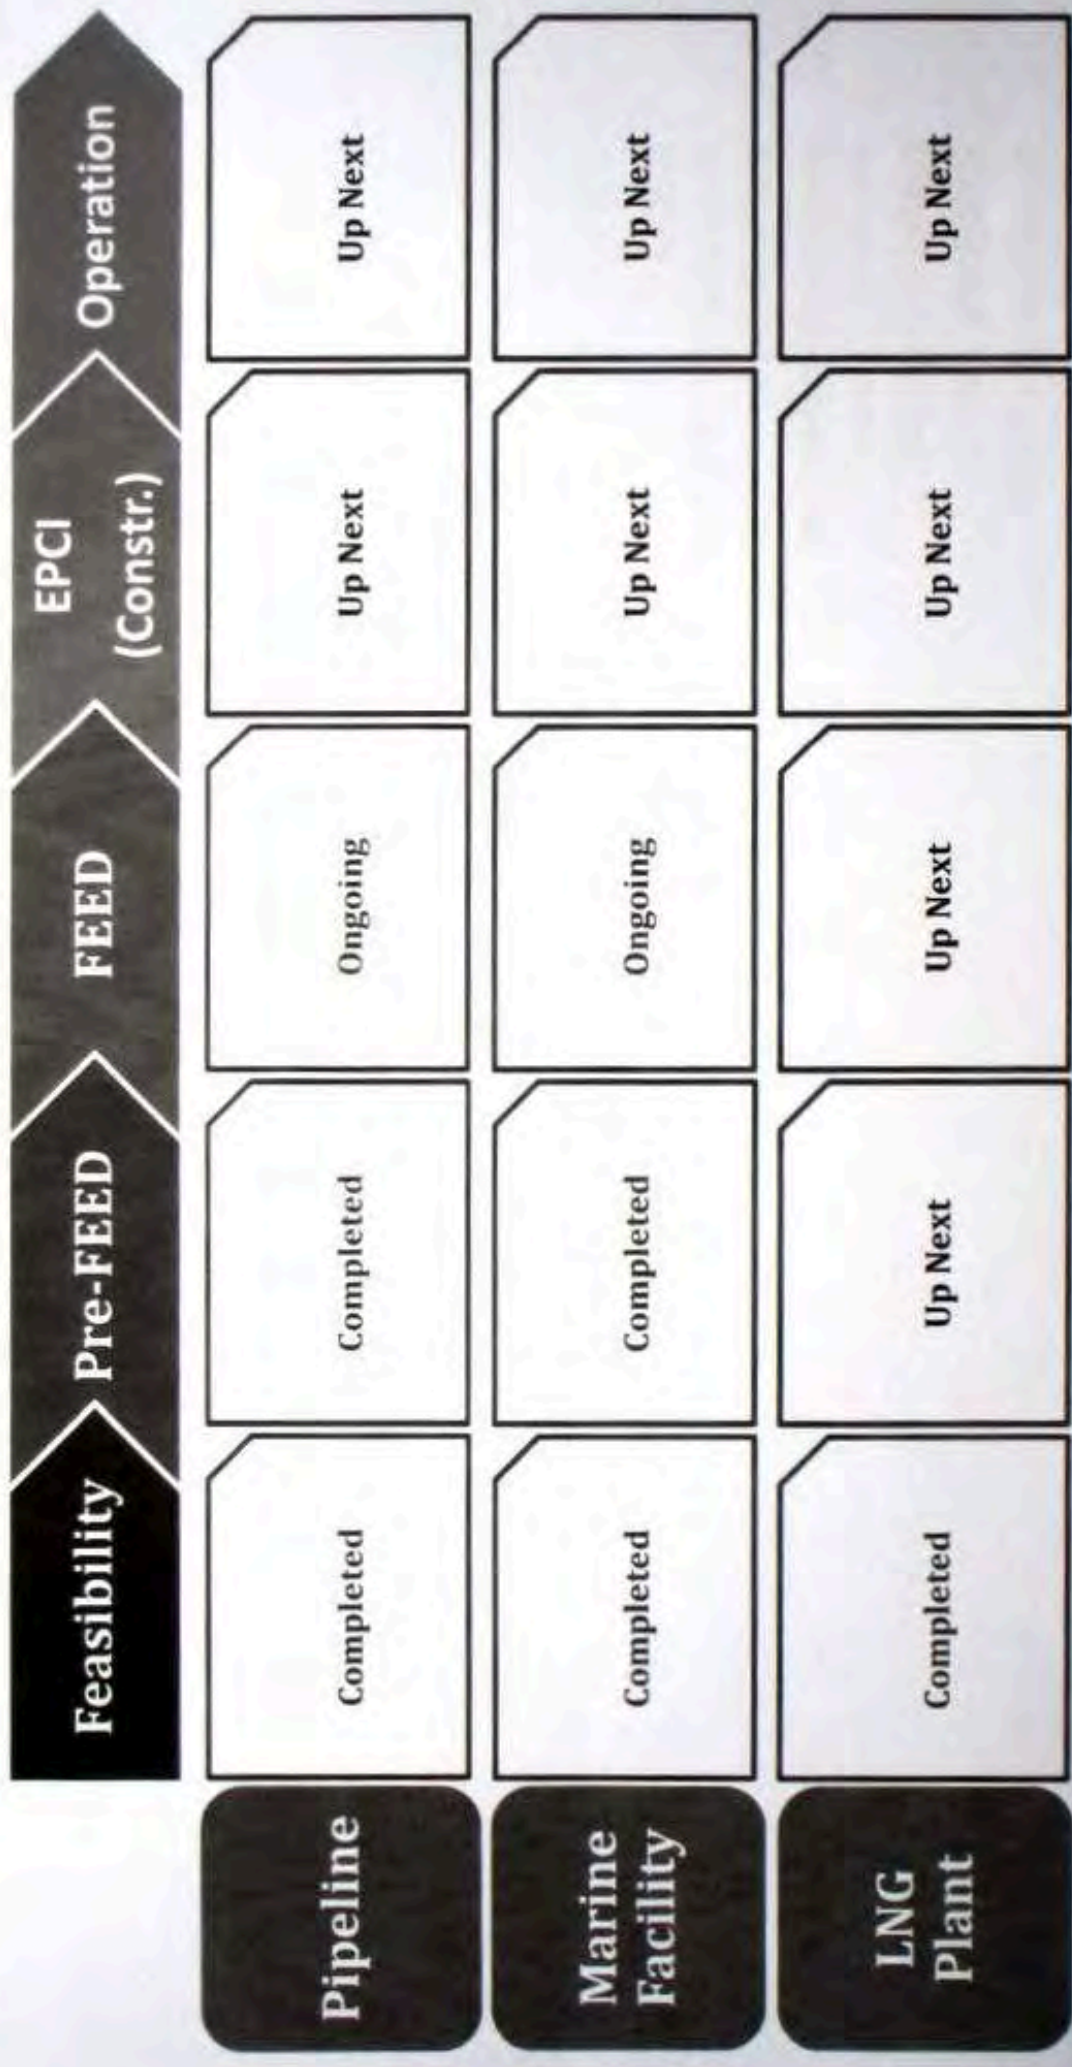 Feasibility
Pre-FEED
FEED
EPCI
(Constr.)
Operation
Pipeline
Completed
Completed
Ongoing
Up Next
Up Next
Marine
Facility
Completed
Completed
Ongoing
Up Next
Up Next
LNG
Plant
Completed
Up Next
Up Next
Up Next
Up Next